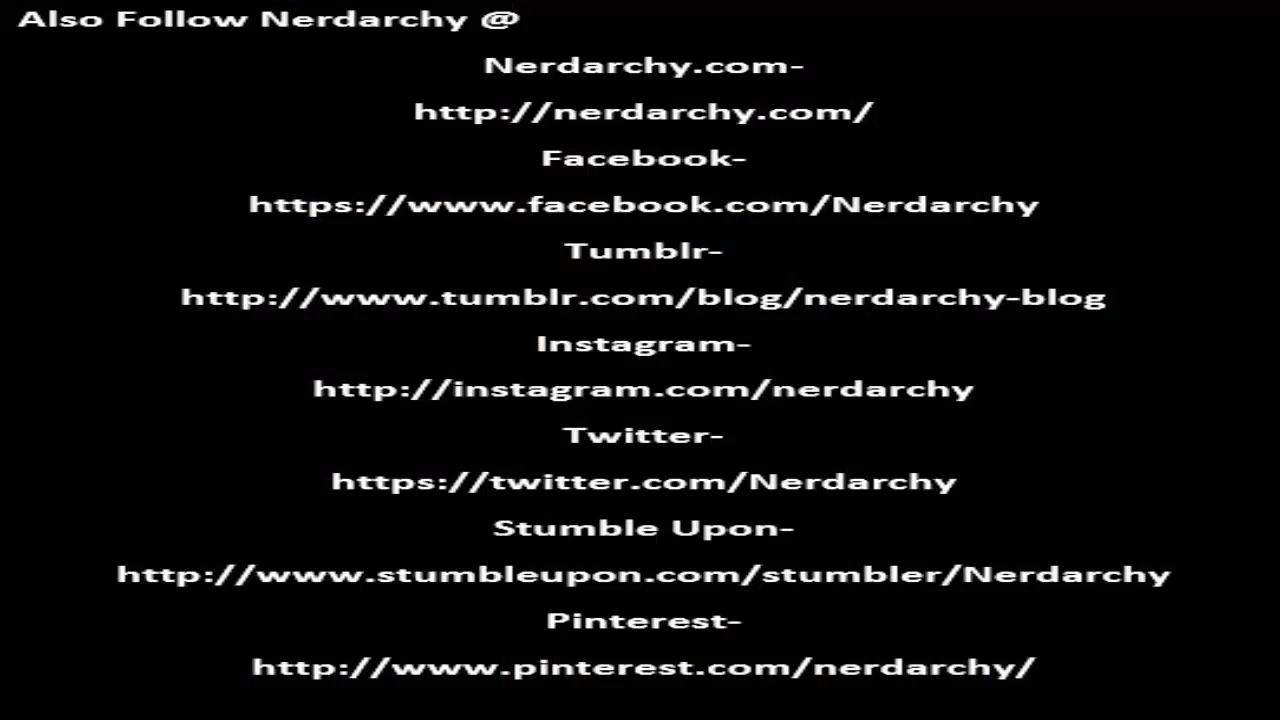 Also Follow Nerdarchy @
Nerdarchy.com-
http://nerdarchy.com/
Facebook-
https://www.facebook.com/Nerdarchy
Tumblr-
http://www.tumblr.com/blog/nerdarchy-blog
Instagram-
http://instagram.com/nerdarchy
Twitter-
https://twitter.com/Nerdarchy
Stumble Upon-
http://www.stumbleupon.com/stumbler/Nerdarchy
Pinterest-
http://www.pinterest.com/nerdarchy/